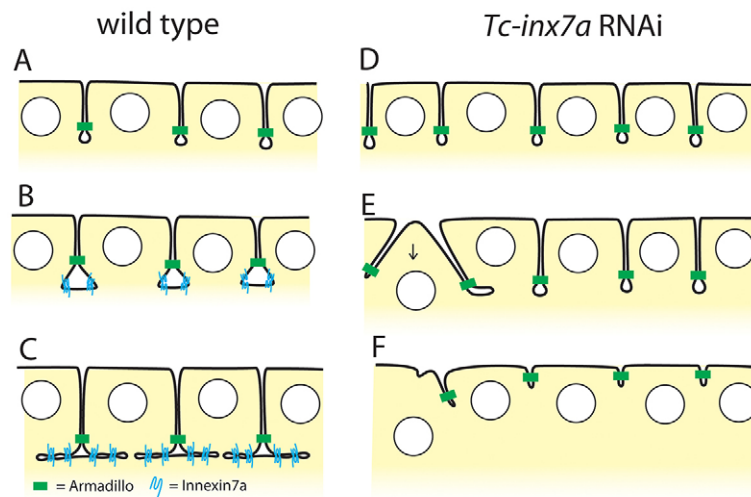 wild type
Tc-inx7a RNAi
A
D
B
E
C
F
= Armadillo = Innexin7a